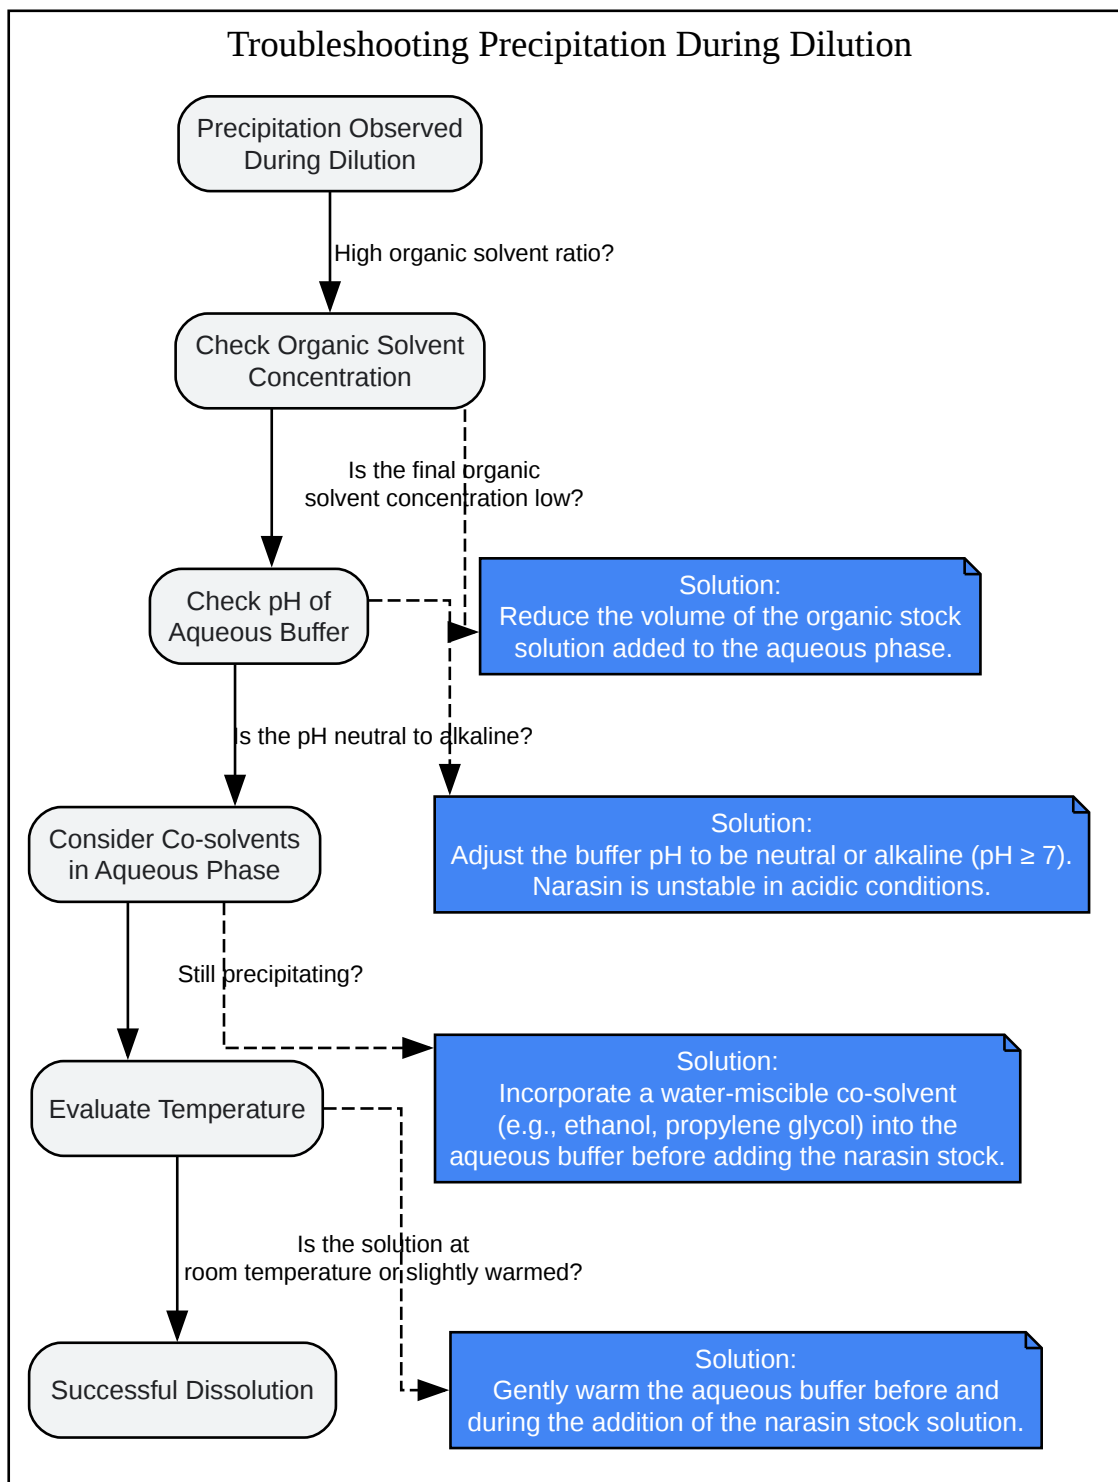 Troubleshooting Precipitation During Dilution
Precipitation Observed
During Dilution
High organic solvent ratio?
Check Organic Solvent
Concentration
Is the final organic
solvent concentration low?
Check pH of
Aqueous Buffer
Solution:
Reduce the volume of the organic stock
solution added to the aqueous phase.
Is the pH neutral to alkaline?
Consider Co-solvents
in Aqueous Phase
Solution:
Adjust the buffer pH to be neutral or alkaline (pH ≥ 7).
Narasin is unstable in acidic conditions.
Still precipitating?
Evaluate Temperature
Solution:
Incorporate a water-miscible co-solvent
(e.g., ethanol, propylene glycol) into the
aqueous buffer before adding the narasin stock.
Is the solution at
room temperature or slightly warmed?
Successful Dissolution
Solution:
Gently warm the aqueous buffer before and
during the addition of the narasin stock solution.